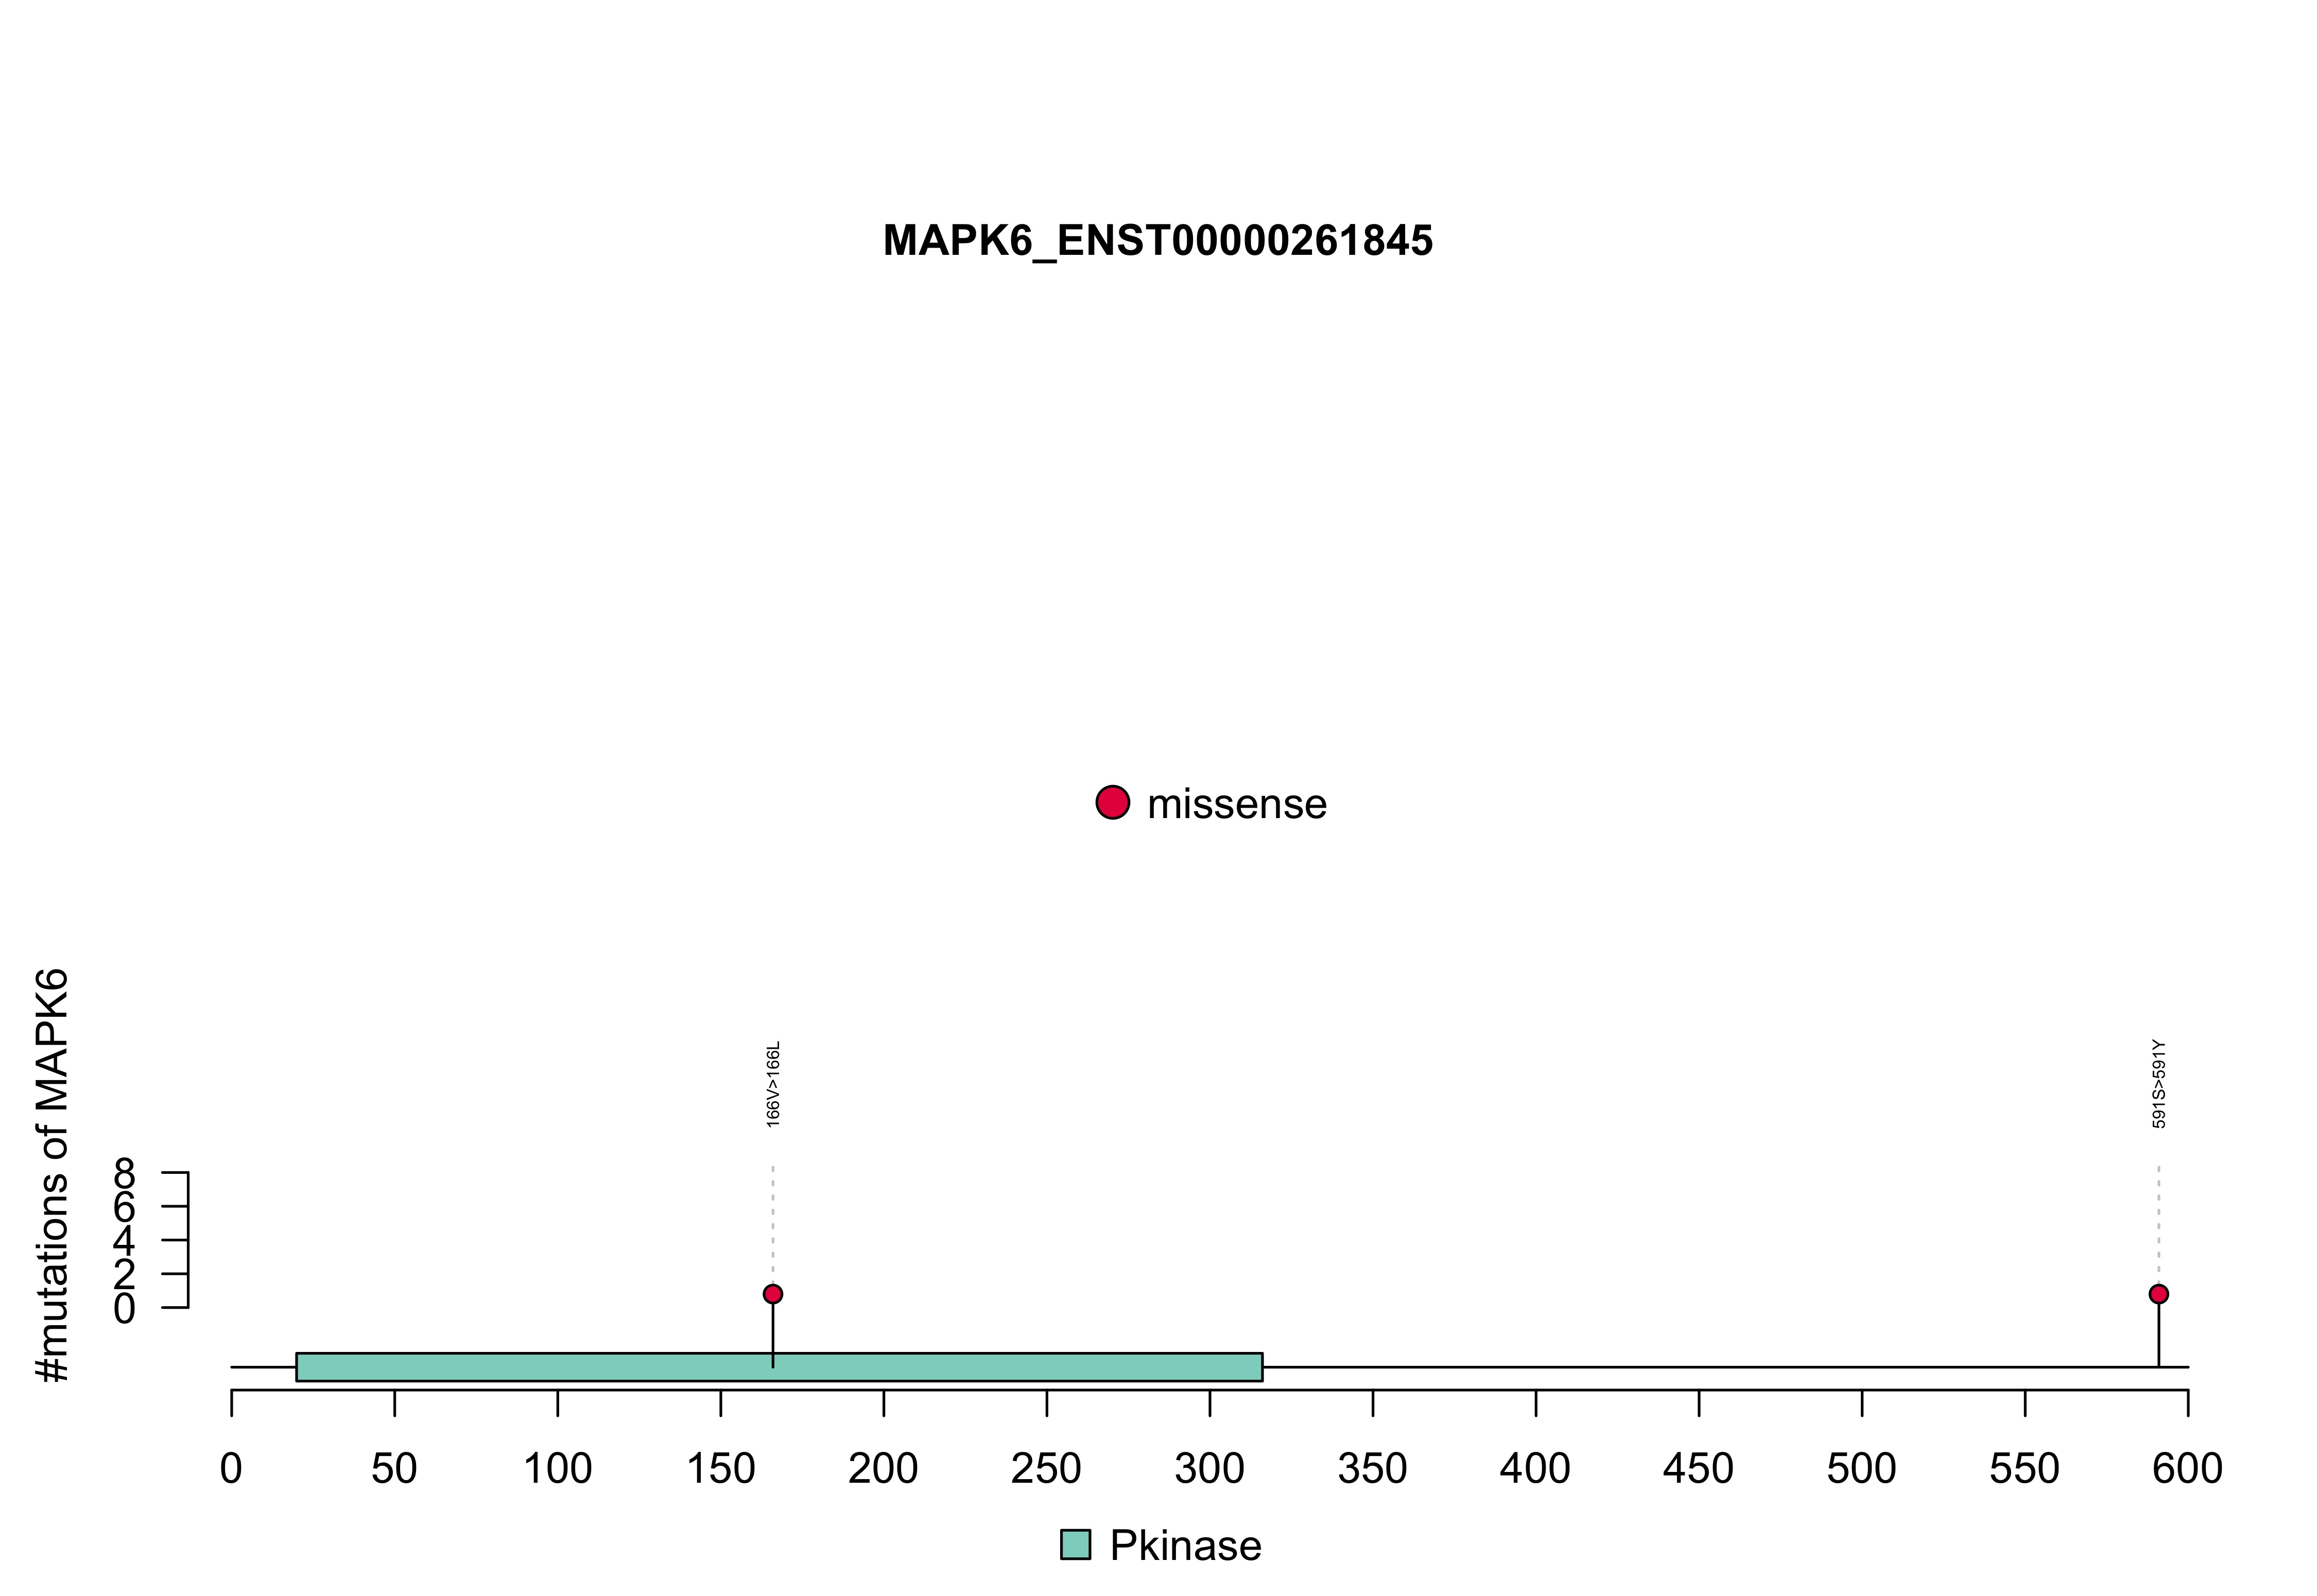 MAPK6_ENST00000261845
missense
#mutations of MAPK6
166V>166L
591S>591Y
8
6
4
2
0
0 50 100 150 200 250 300 350 400 450 500 550 600
Pkinase